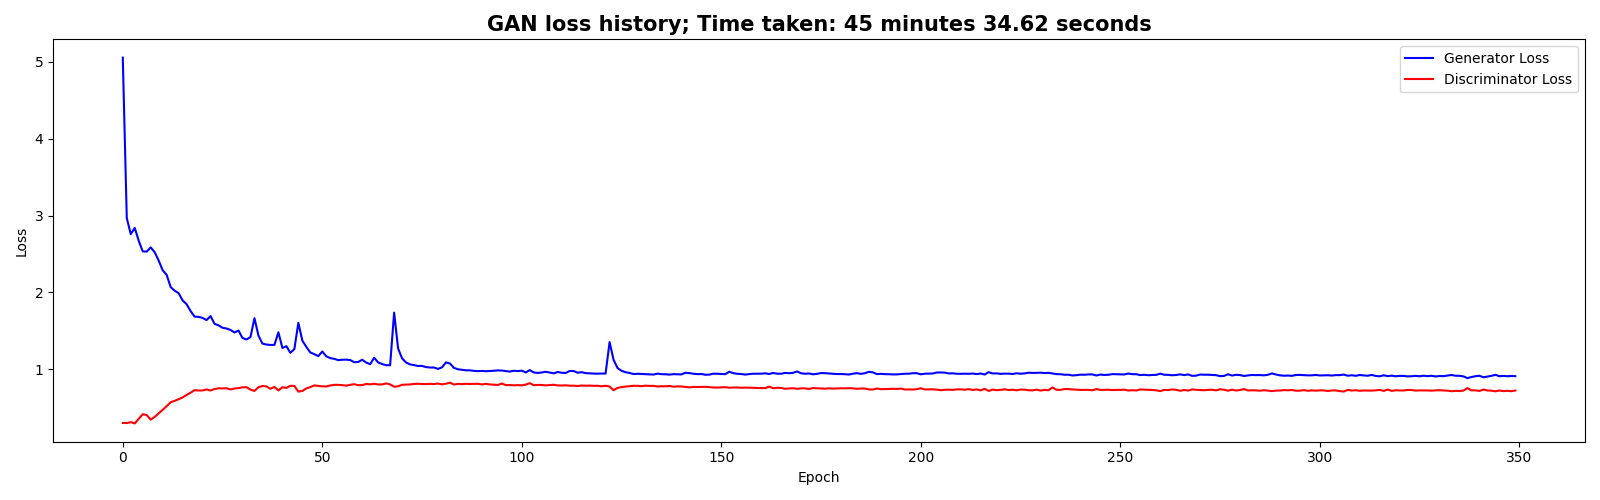 GAN loss history; Time taken: 45 minutes 34.62 seconds
Generator Loss
Discriminator Loss
Loss
5
4
3
2
1
0 50 100 150 200 250 300 350
Epoch